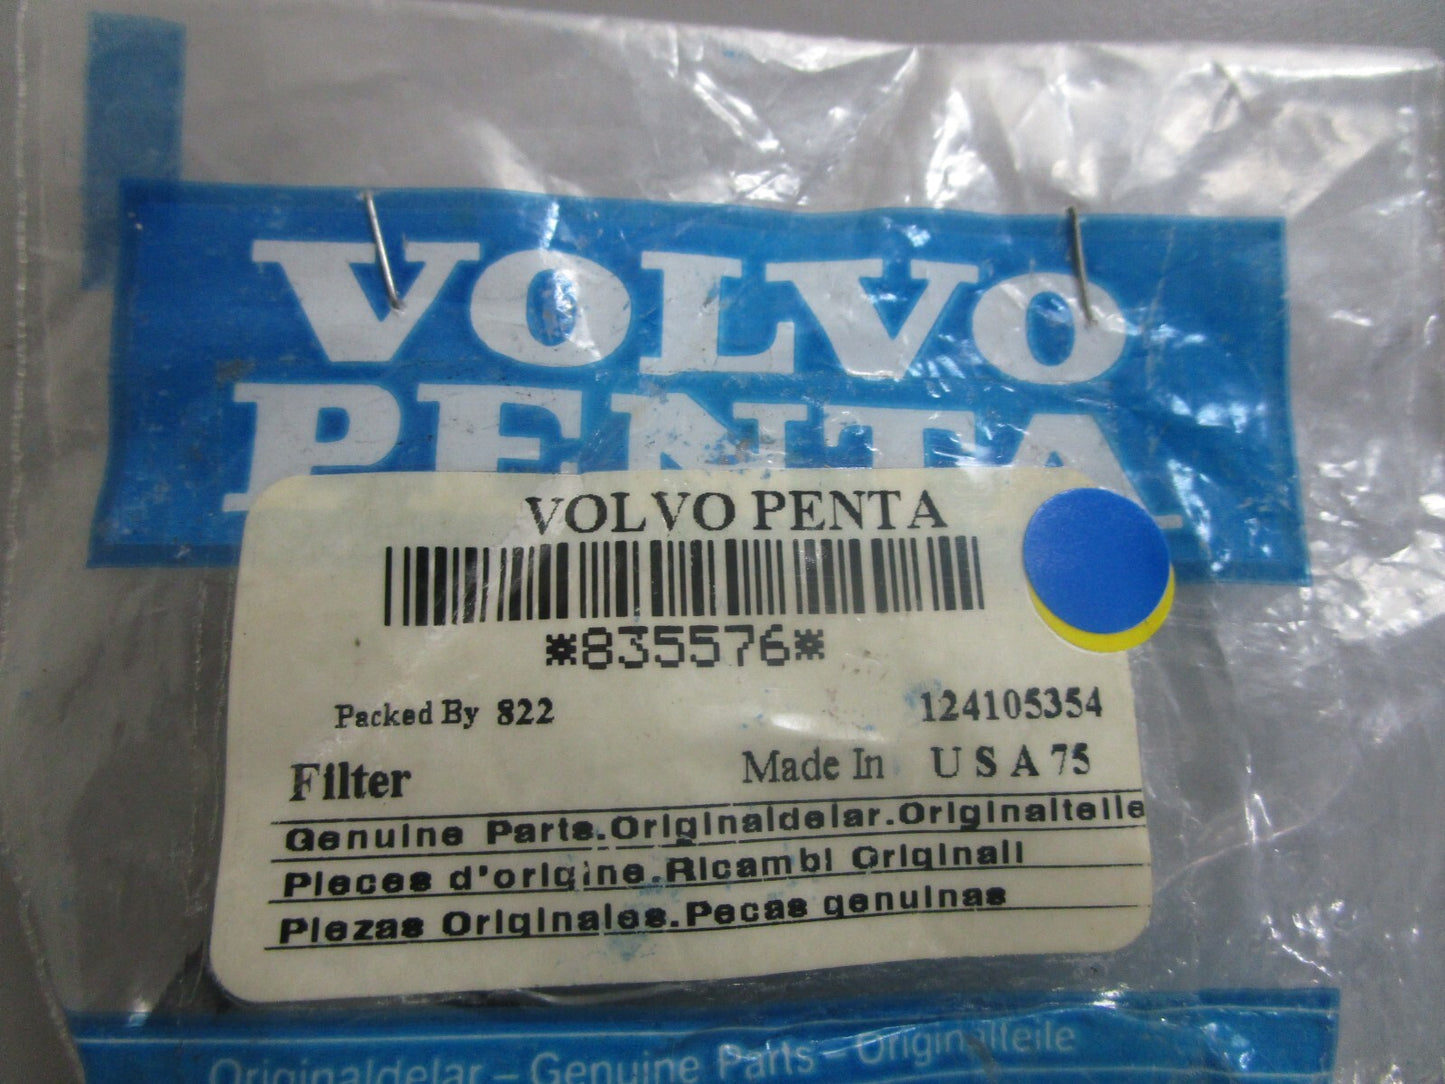 VOLVO
PENTA
VOLVO PENTA
*835576*
Packed By 822
124105354
Filter
Made In U S A 75
Genuine Parts.Originaldelar.Originalteile
Pieces d'origine.Ricambi Originali
Piezas Originales.Pecas genuinas
Originaldelar – Genuine Parts – Originalteile